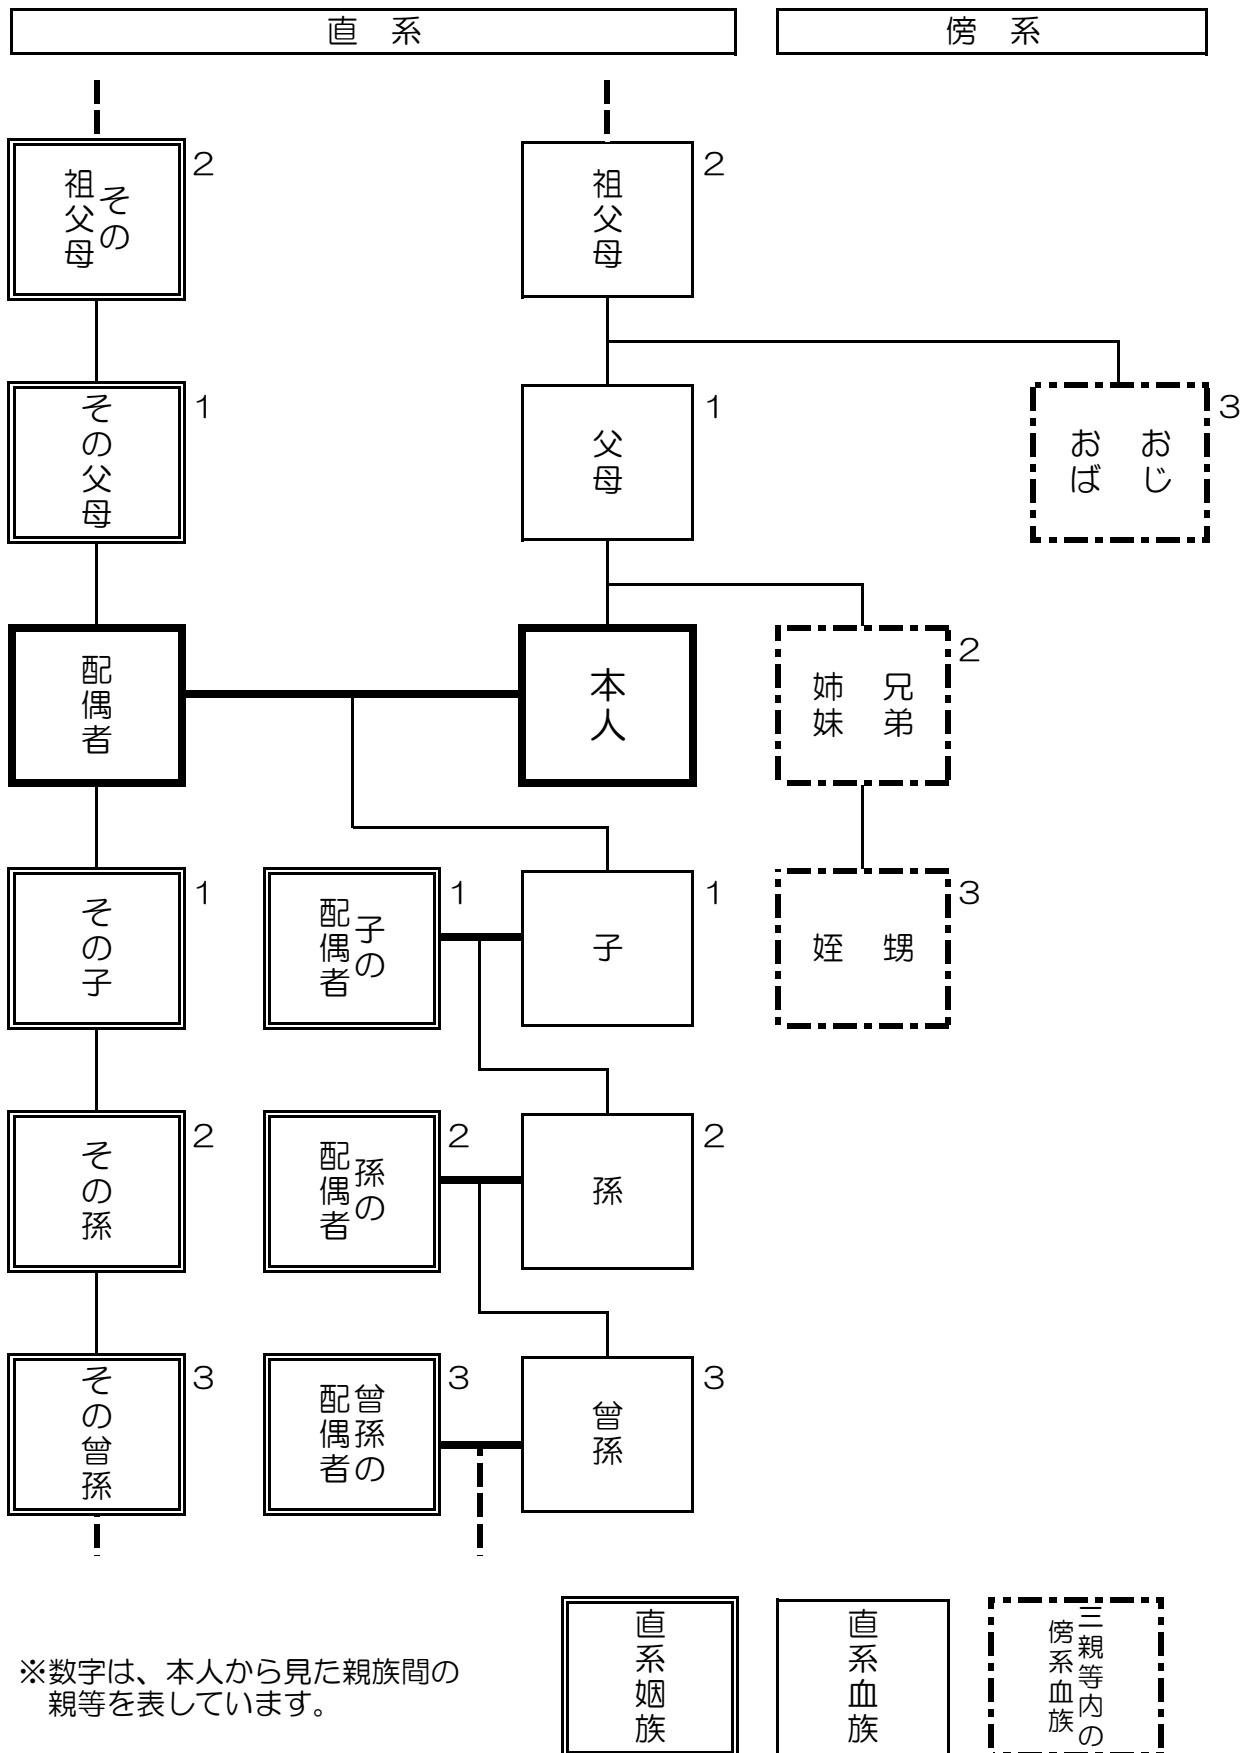 直　系
傍　系
その
祖父母
2
祖父母
2
その父母
1
父母
1
おじ
おば
3
配偶者
本人
兄弟
姉妹
2
その子
1
子の
配偶者
1
子
1
甥
姪
3
その孫
2
孫の
配偶者
2
孫
2
その曾孫
3
曾孫の
配偶者
3
曾孫
3
※数字は、本人から見た親族間の
親等を表しています。
直系姻族
直系血族
三親等内の
傍系血族